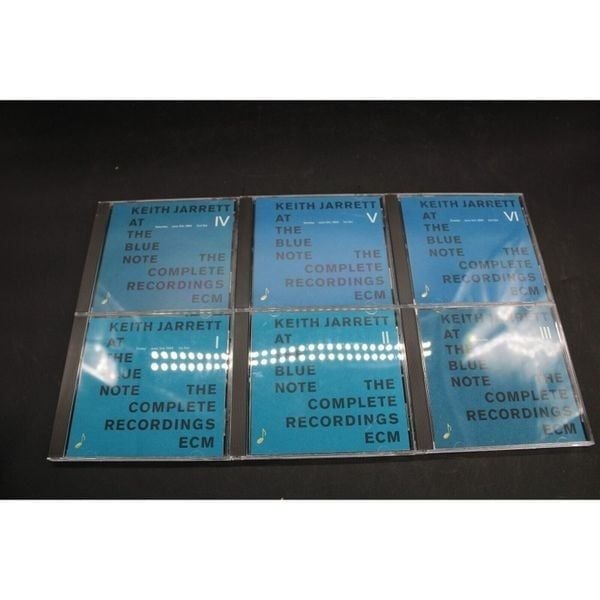 KEITH JARRETT
AT IV
THE
BLUE
NOTE THE
COMPLETE
RECORDINGS
ECM
KEITH JARRETT
AT V
THE
BLUE
NOTE THE
COMPLETE
RECORDINGS
ECM
KEITH JARRETT
AT VI
THE
BLUE
NOTE THE
COMPLETE
RECORDINGS
ECM
KEITH JARRETT
AT I
THE
BLUE
NOTE THE
COMPLETE
RECORDINGS
ECM
KEITH JARRETT
AT II
THE
BLUE
NOTE THE
COMPLETE
RECORDINGS
ECM
KEITH JARRETT
AT III
THE
BLUE
NOTE THE
COMPLETE
RECORDINGS
ECM